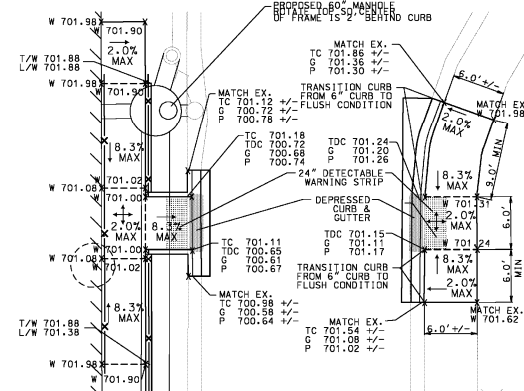 PROPOSED 60" MANHOLE
ROTATE TOP SO CENTER
OF FRAME IS 2' BEHIND CURB
W 701.98
701.90
2.0%
MAX
T/W 701.88
L/W 701.88
W 701.98
701.90
MATCH EX.
TC 701.12 +/-
G 700.72 +/-
P 700.78 +/-
MATCH EX.
TC 701.86 +/-
G 701.36 +/-
P 701.30 +/-
TRANSITION CURB
FROM 6" CURB TO
FLUSH CONDITION
6.0'+/-
MATCH EX
W 701.98
2.0%
MAX
9.0' MIN
8.3%
MAX
TC 701.18
TDC 700.72
G 700.68
P 700.74
TDC 701.24
G 701.20
P 701.26
24" DETECTABLE
WARNING STRIP
8.3%
MAX
W 701.08
701.02
701.00
2.0%
MAX
8.3%
MAX
DEPRESSED
CURB &
GUTTER
W
31
2.0%
MAX
6.0'
TDC 701.15
G 701.11
P 701.17
W 701.24
701.00
W 701.08
W 701.02
TC 701.11
TDC 700.65
G 700.61
P 700.67
TRANSITION CURB
FROM 6" CURB TO
FLUSH CONDITION
8.3%
MAX
2.0%
MAX
6.0'
MIN
8.3%
MAX
MATCH EX.
TC 700.98 +/-
G 700.58 +/-
P 700.64 +/-
T/W 701.88
L/W 701.38
MATCH EX.
TC 701.54 +/-
G 701.08 +/-
P 701.02 +/-
MATCH EX.
W 701.62
6.0'+/-
W 701.98
W 701.90